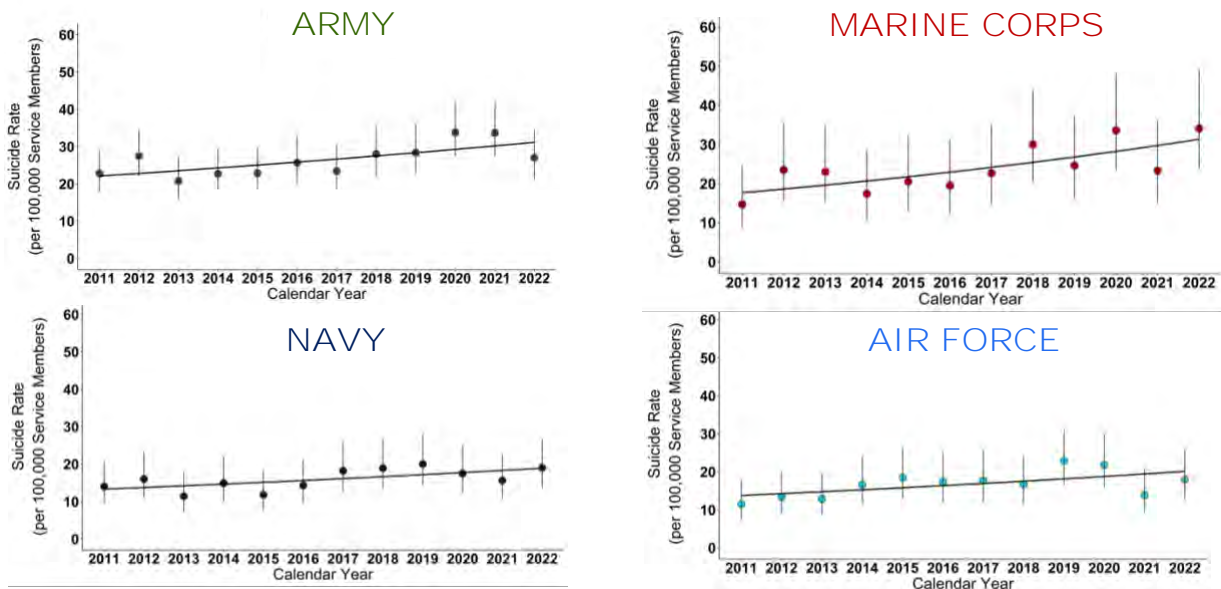 ARMY
Suicide Rate
(per 100,000 Service Members)
60
50
40
30
20
10
0
2011 2012 2013 2014 2015 2016 2017 2018 2019 2020 2021 2022
Calendar Year
MARINE CORPS
Suicide Rate
(per 100,000 Service Members)
60
50
40
30
20
10
0
2011 2012 2013 2014 2015 2016 2017 2018 2019 2020 2021 2022
Calendar Year
NAVY
Suicide Rate
(per 100,000 Service Members)
60
50
40
30
20
10
0
2011 2012 2013 2014 2015 2016 2017 2018 2019 2020 2021 2022
Calendar Year
AIR FORCE
Suicide Rate
(per 100,000 Service Members)
60
50
40
30
20
10
0
2011 2012 2013 2014 2015 2016 2017 2018 2019 2020 2021 2022
Calendar Year